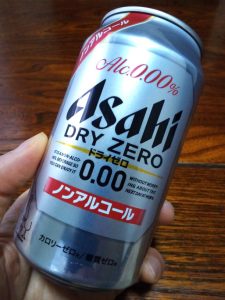 ノンアルコール
Alc.0.00%
Asahi
DRY ZERO
ドライゼロ
0.00
ノンアルコール
カロリーゼロ※/糖質ゼロ※